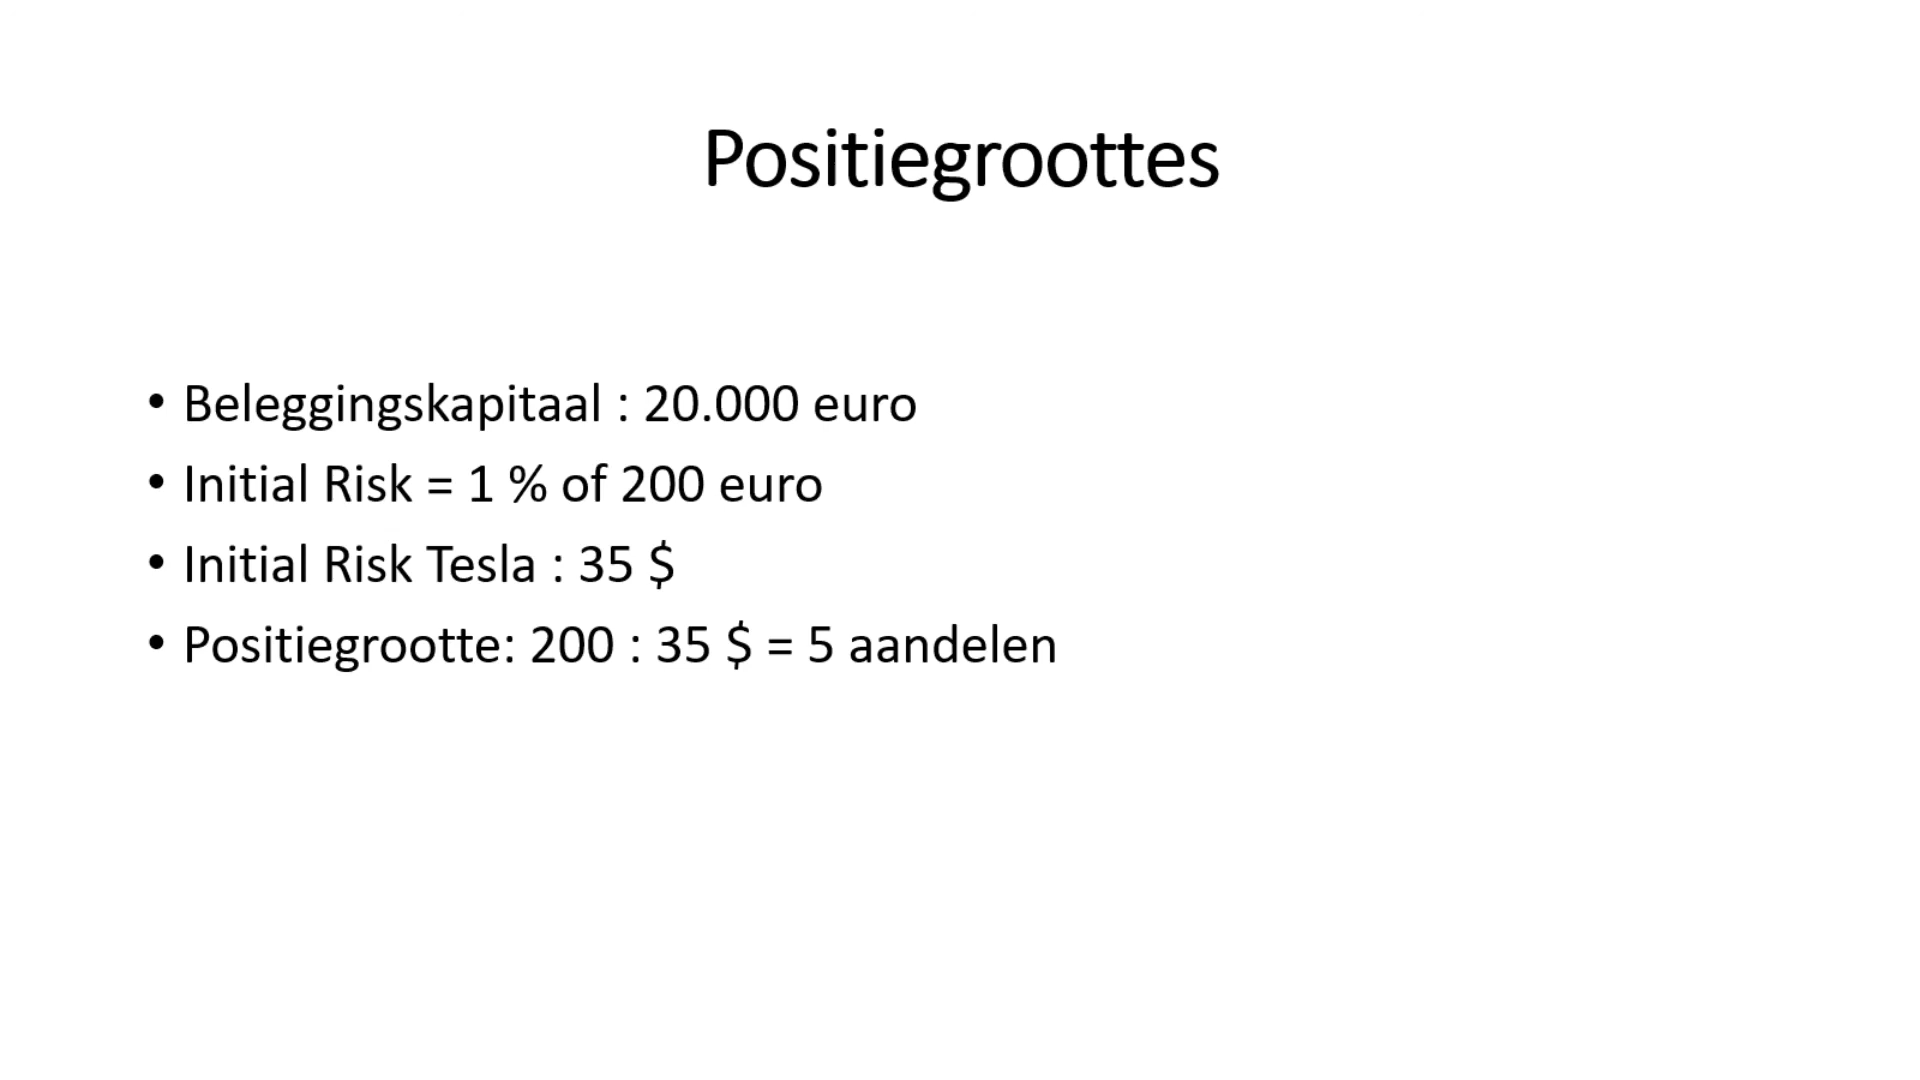 Positiegroottes
• Beleggingskapitaal : 20.000 euro
• Initial Risk = 1 % of 200 euro
• Initial Risk Tesla : 35 $
• Positiegrootte: 200 : 35 $ = 5 aandelen